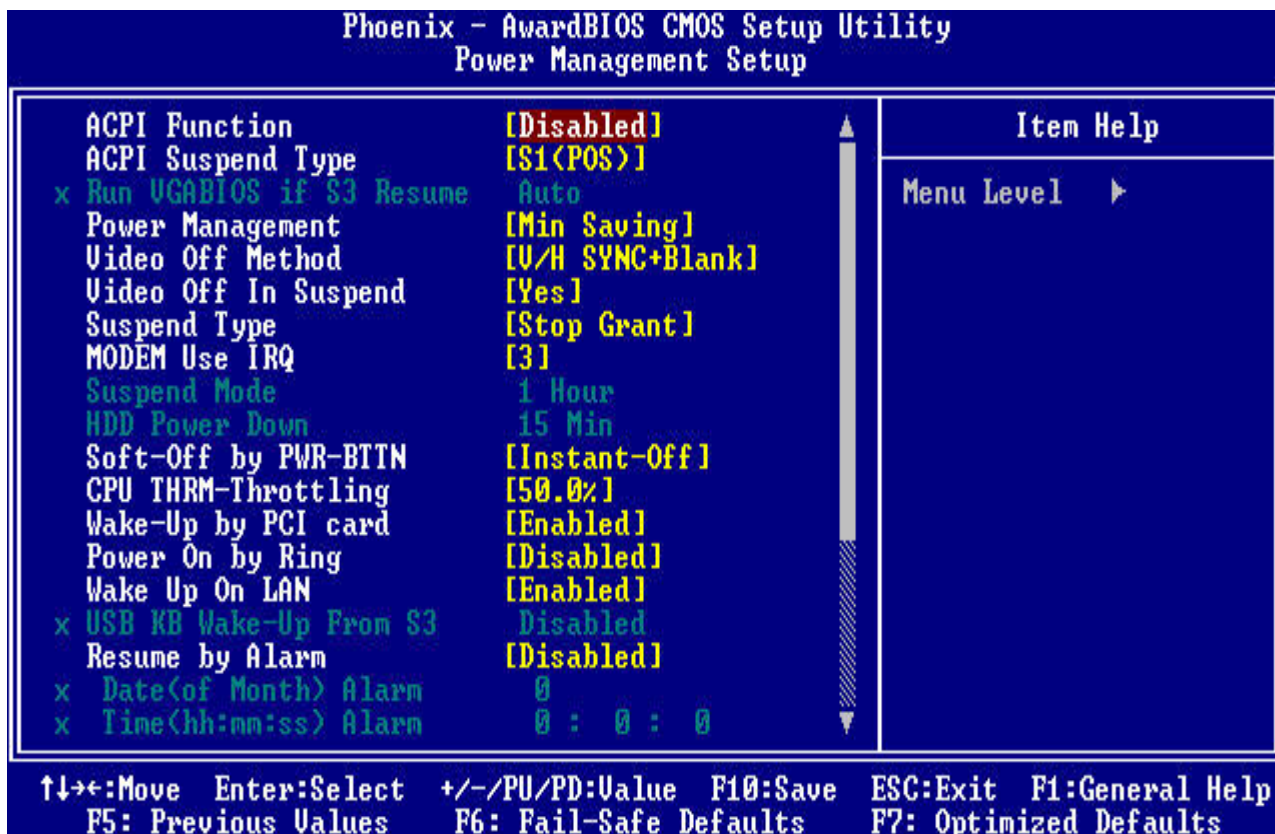 Phoenix - AwardBIOS CMOS Setup Utility
Power Management Setup
ACPI Function [Disabled]
ACPI Suspend Type [S1(POS)]
x Run VGABIOS if S3 Resume Auto
Power Management [Min Saving]
Video Off Method [V/H SYNC+Blank]
Video Off In Suspend [Yes]
Suspend Type [Stop Grant]
MODEM Use IRQ [3]
Suspend Mode 1 Hour
HDD Power Down 15 Min
Soft-Off by PWR-BTTN [Instant-Off]
CPU THRM-Throttling [50.0%]
Wake-Up by PCI card [Enabled]
Power On by Ring [Disabled]
Wake Up On LAN [Enabled]
x USB KB Wake-Up From S3 Disabled
Resume by Alarm [Disabled]
x Date(of Month) Alarm 0
x Time(hh:mm:ss) Alarm 0 : 0 : 0
Item Help
Menu Level ▶
↑↓→←:Move Enter:Select +/-/PU/PD:Value F10:Save ESC:Exit F1:General Help
F5: Previous Values F6: Fail-Safe Defaults F7: Optimized Defaults